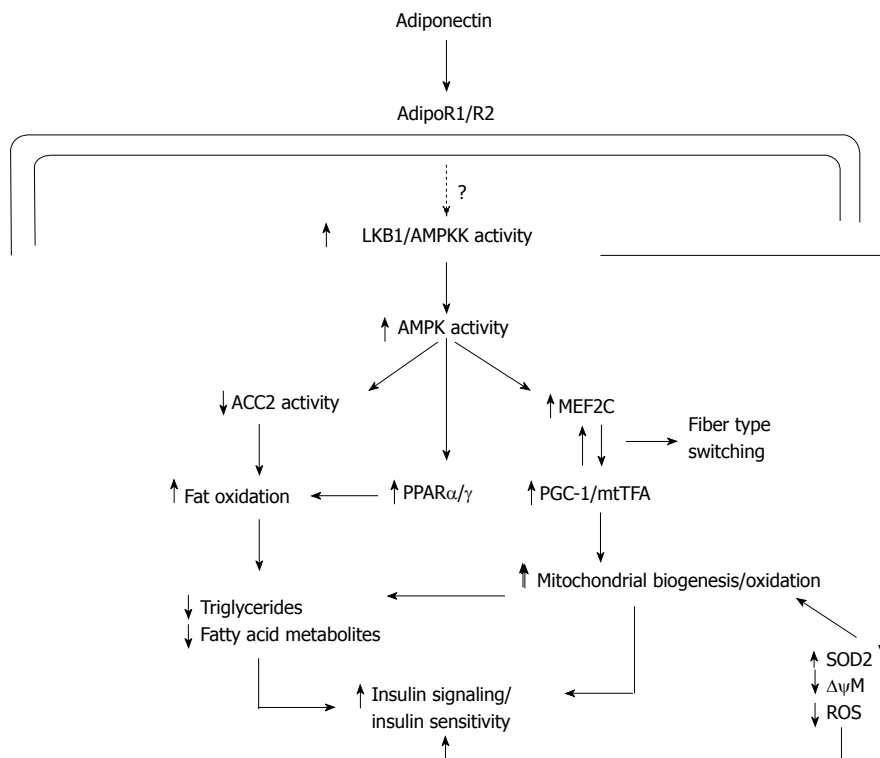 Adiponectin
AdipoR1/R2
?
LKB1/AMPKK activity
AMPK activity
ACC2 activity
MEF2C
Fiber type
switching
Fat oxidation
PPARα/γ
PGC-1/mtTFA
Mitochondrial biogenesis/oxidation
Triglycerides
Fatty acid metabolites
SOD2
ΔψM
ROS
Insulin signaling/
insulin sensitivity